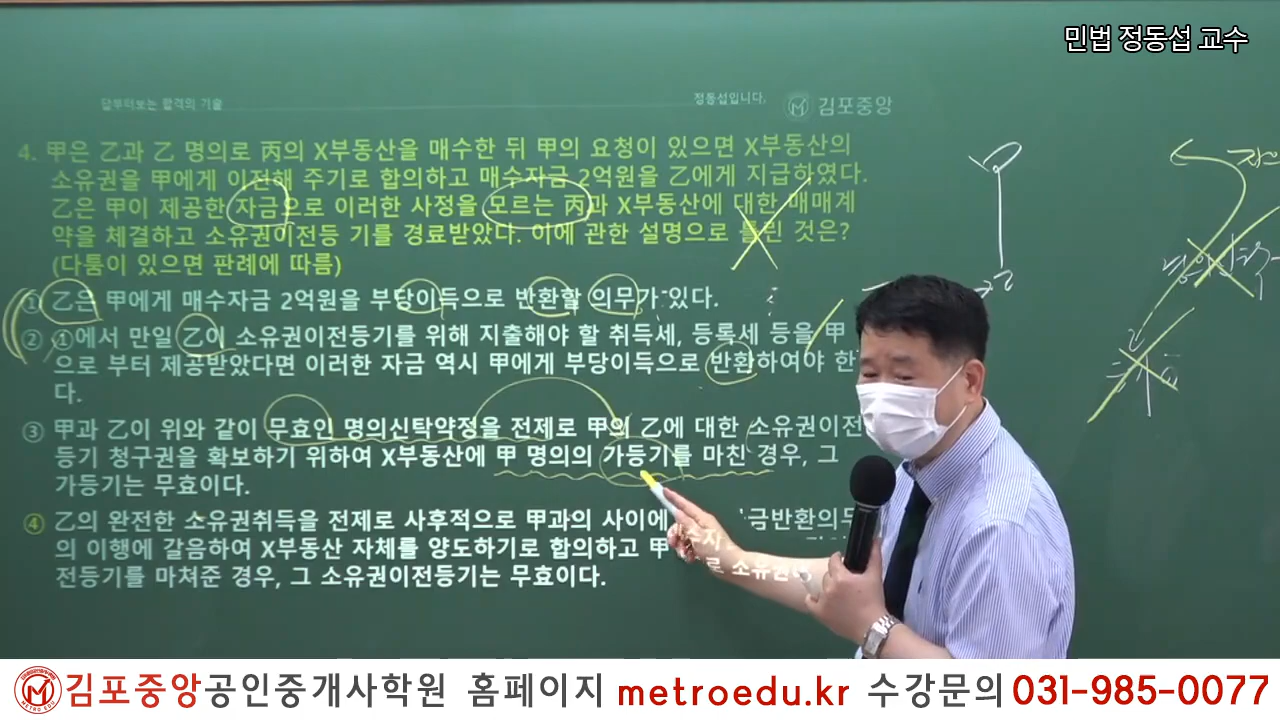 민법 정동섭 교수
답부터보는 합격의 기술
정동섭입니다.
김포중앙
4. 甲은 乙과 乙 명의로 丙의 X부동산을 매수한 뒤 甲의 요청이 있으면 X부동산의
소유권을 甲에게 이전해 주기로 합의하고 매수자금 2억원을 乙에게 지급하였다.
乙은 甲이 제공한 자금으로 이러한 사정을 모르는 丙과 X부동산에 대한 매매계
약을 체결하고 소유권이전등 기를 경료받았다. 이에 관한 설명으로 틀린 것은?
(다툼이 있으면 판례에 따름)
① 乙은 甲에게 매수자금 2억원을 부당이득으로 반환할 의무가 있다.
② ①에서 만일 乙이 소유권이전등기를 위해 지출해야 할 취득세, 등록세 등을 甲
으로 부터 제공받았다면 이러한 자금 역시 甲에게 부당이득으로 반환하여야 한
다.
③ 甲과 乙이 위와 같이 무효인 명의신탁약정을 전제로 甲의 乙에 대한 소유권이전
등기 청구권을 확보하기 위하여 X부동산에 甲 명의의 가등기를 마친 경우, 그
가등기는 무효이다.
④ 乙의 완전한 소유권취득을 전제로 사후적으로 甲과의 사이에 금반환의무
의 이행에 갈음하여 X부동산 자체를 양도하기로 합의하고 甲 로 소유권
전등기를 마쳐준 경우, 그 소유권이전등기는 무효이다.
김포중앙공인중개사학원 홈페이지 metroedu.kr 수강문의 031-985-0077